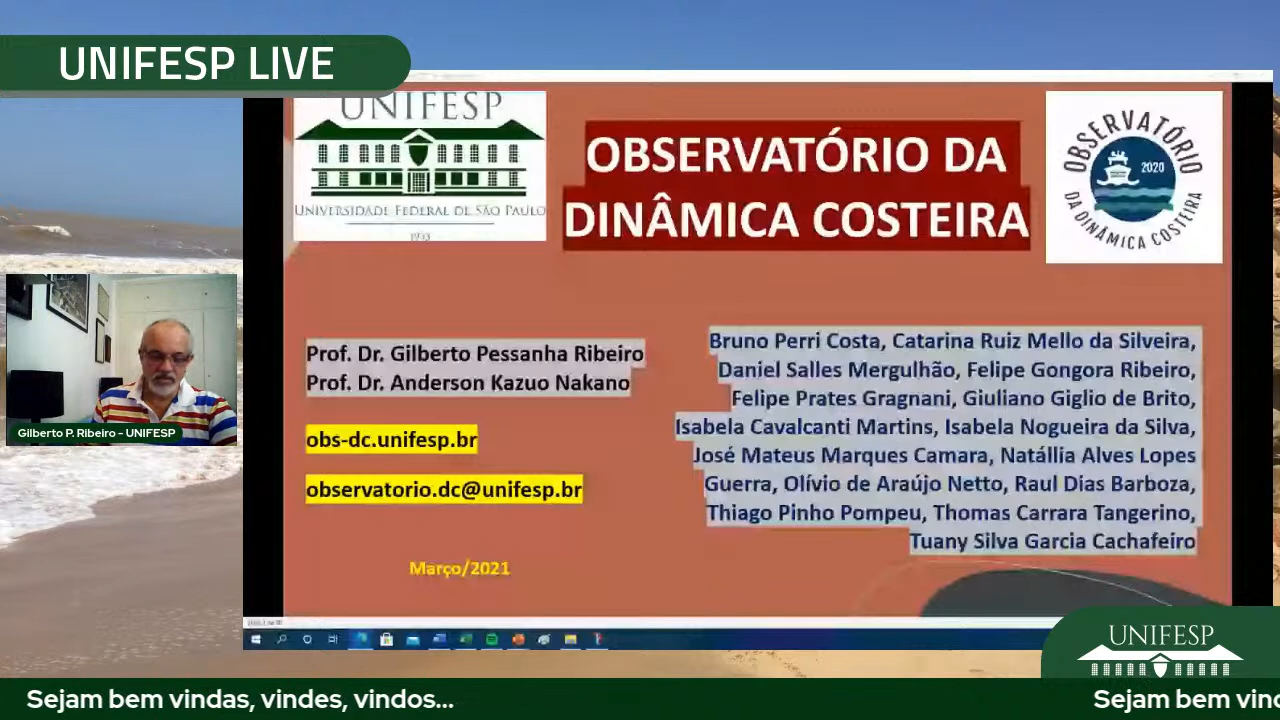 UNIFESP LIVE
UNIFESP
UNIVERSIDADE FEDERAL DE SÃO PAULO
1933
OBSERVATÓRIO DA
DINÂMICA COSTEIRA
OBSERVATÓRIO
2020
DA DINÂMICA COSTEIRA
Prof. Dr. Gilberto Pessanha Ribeiro
Prof. Dr. Anderson Kazuo Nakano
obs-dc.unifesp.br
observatorio.dc@unifesp.br
Março/2021
Bruno Perri Costa, Catarina Ruiz Mello da Silveira,
Daniel Salles Mergulhão, Felipe Gongora Ribeiro,
Felipe Prates Gragnani, Giuliano Giglio de Brito,
Isabela Cavalcanti Martins, Isabela Nogueira da Silva,
José Mateus Marques Camara, Natállia Alves Lopes
Guerra, Olívio de Araújo Netto, Raul Dias Barboza,
Thiago Pinho Pompeu, Thomas Carrara Tangerino,
Tuany Silva Garcia Cachafeiro
Gilberto P. Ribeiro - UNIFESP
UNIFESP
Sejam bem vindas, vindes, vindos...
Sejam bem vind